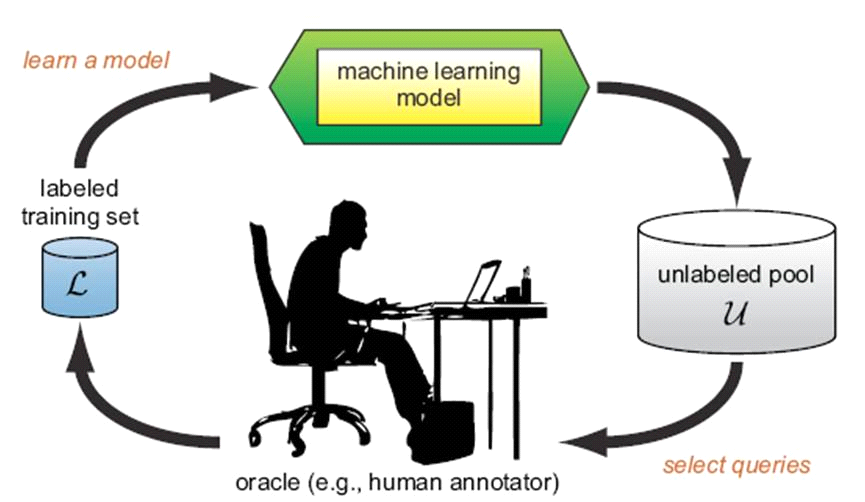 learn a model
machine learning
model
labeled
training set
ℒ
unlabeled pool
𝒰
select queries
oracle (e.g., human annotator)